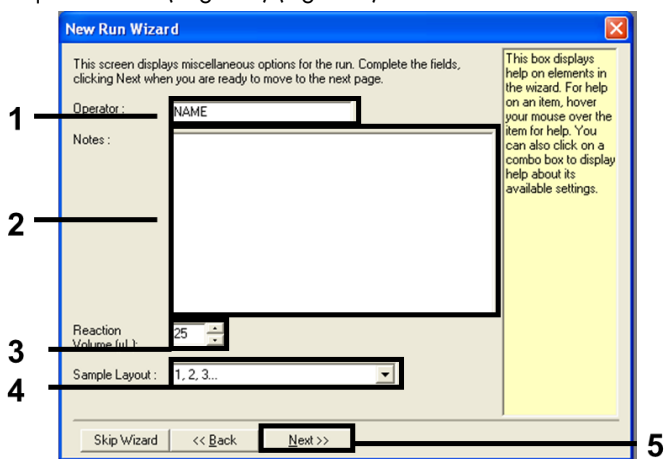 New Run Wizard
This screen displays miscellaneous options for the run. Complete the fields,
clicking Next when you are ready to move to the next page.
This box displays
help on elements in
the wizard. For help
on an item, hover
your mouse over the
item for help. You
can also click on a
combo box to display
help about its
available settings.
1
Operator :
NAME
Notes :
2
Reaction
Volume (µL):
25
3
Sample Layout :
1, 2, 3...
4
Skip Wizard
<< Back
Next >>
5